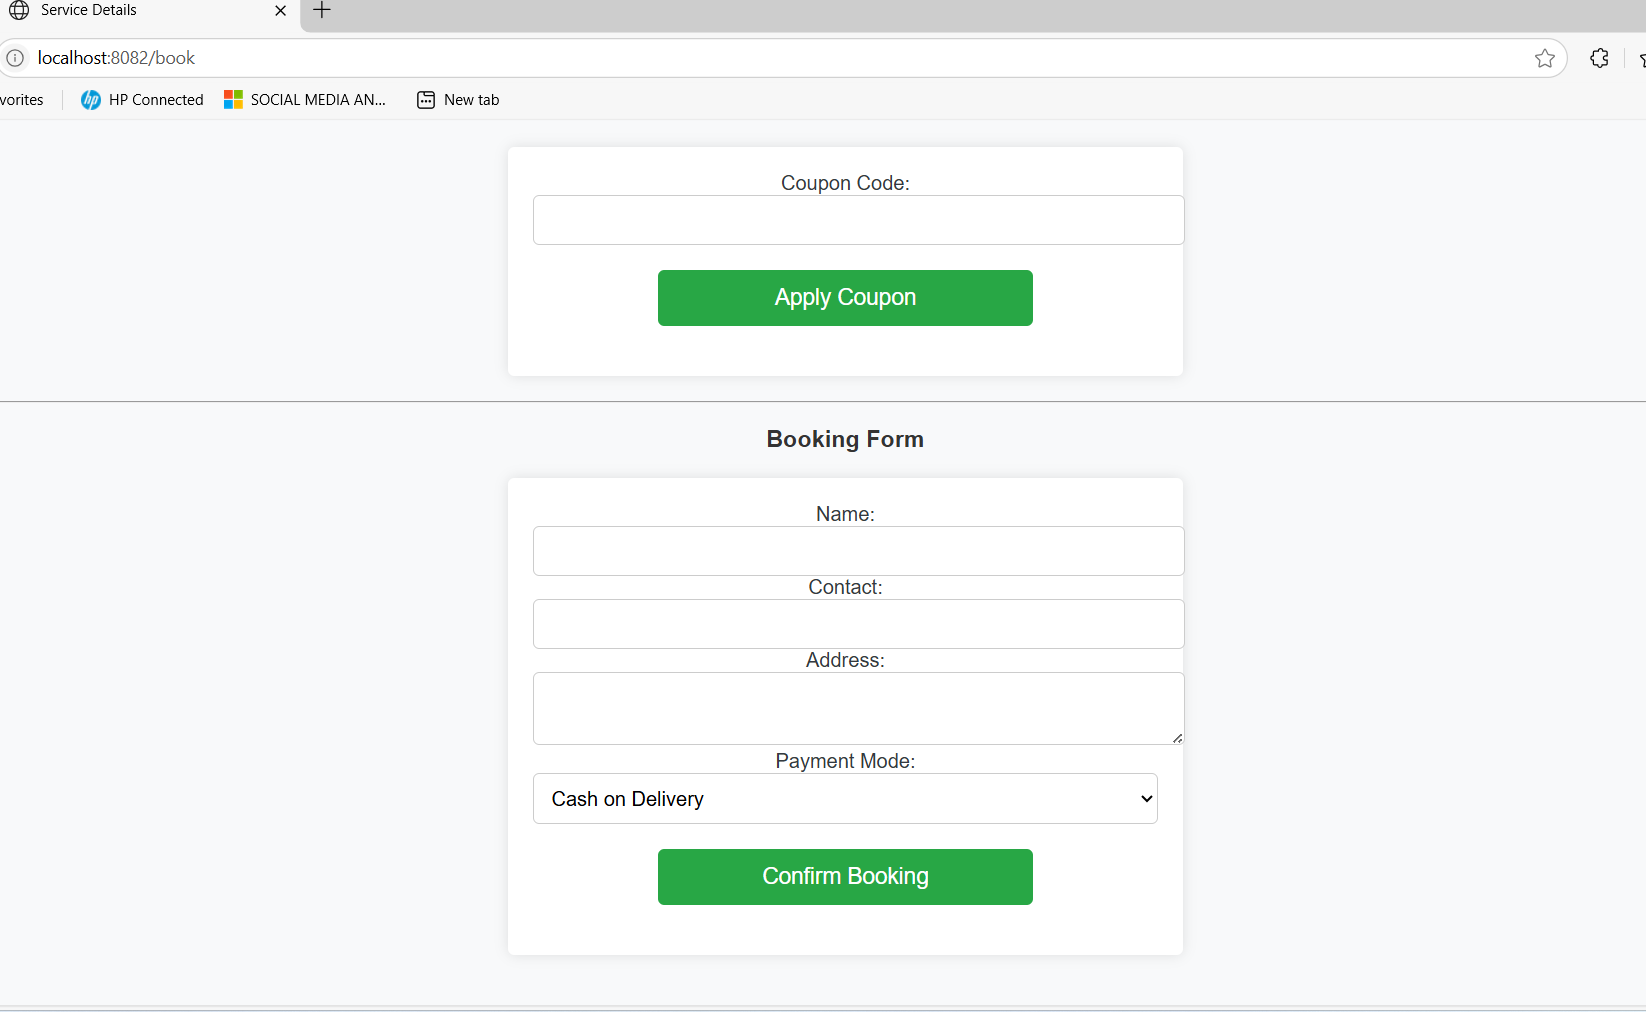 Service Details
localhost:8082/book
vorites
HP Connected
SOCIAL MEDIA AN...
New tab
Coupon Code:
Apply Coupon
Booking Form
Name:
Contact:
Address:
Payment Mode:
Cash on Delivery
Confirm Booking